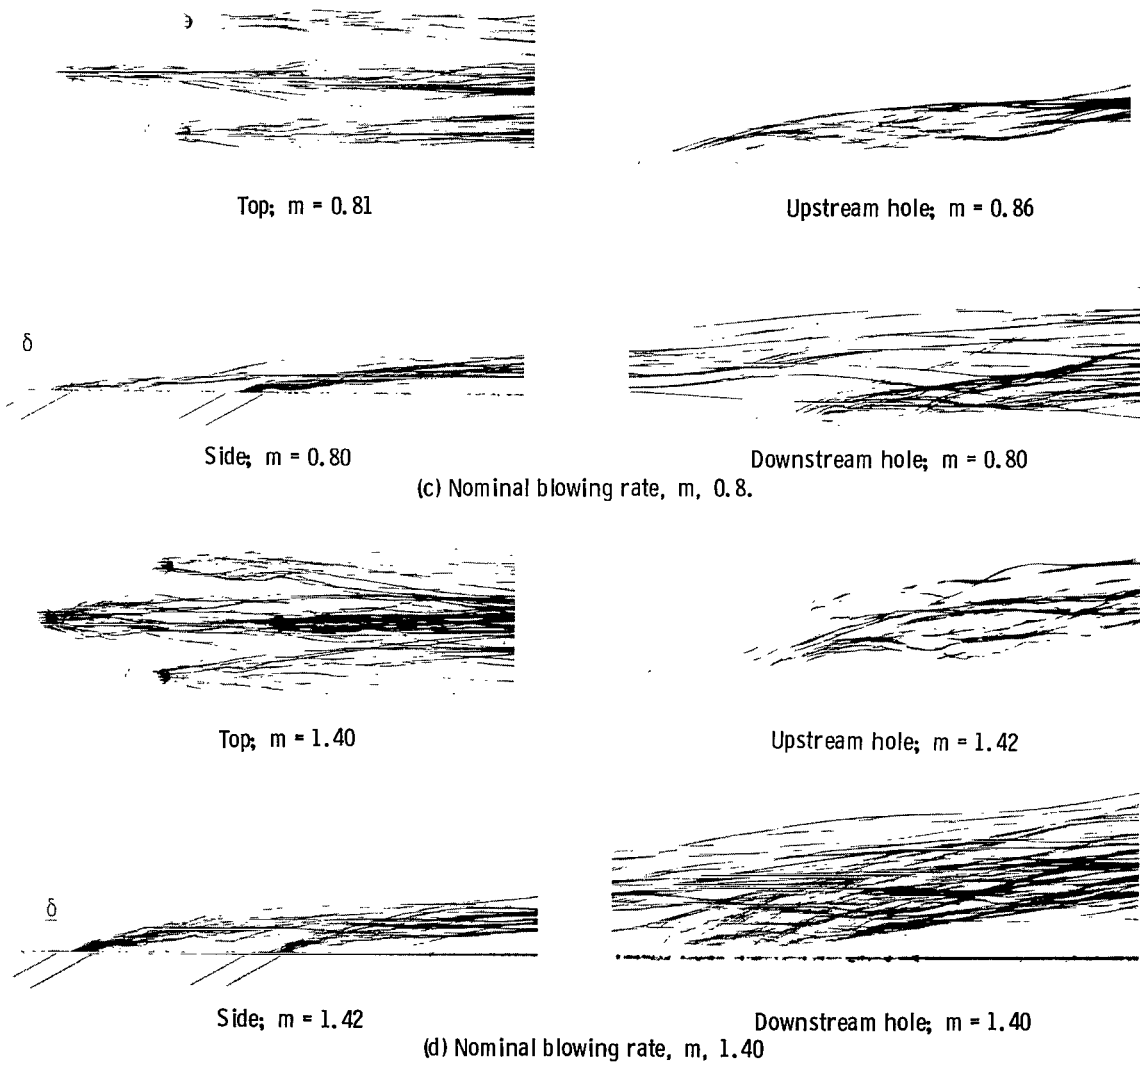 Top; m = 0.81
Upstream hole; m = 0.86
δ
Side; m = 0.80
Downstream hole; m = 0.80
(c) Nominal blowing rate, m, 0.8.
Top; m = 1.40
Upstream hole; m = 1.42
δ
Side; m = 1.42
Downstream hole; m = 1.40
(d) Nominal blowing rate, m, 1.40